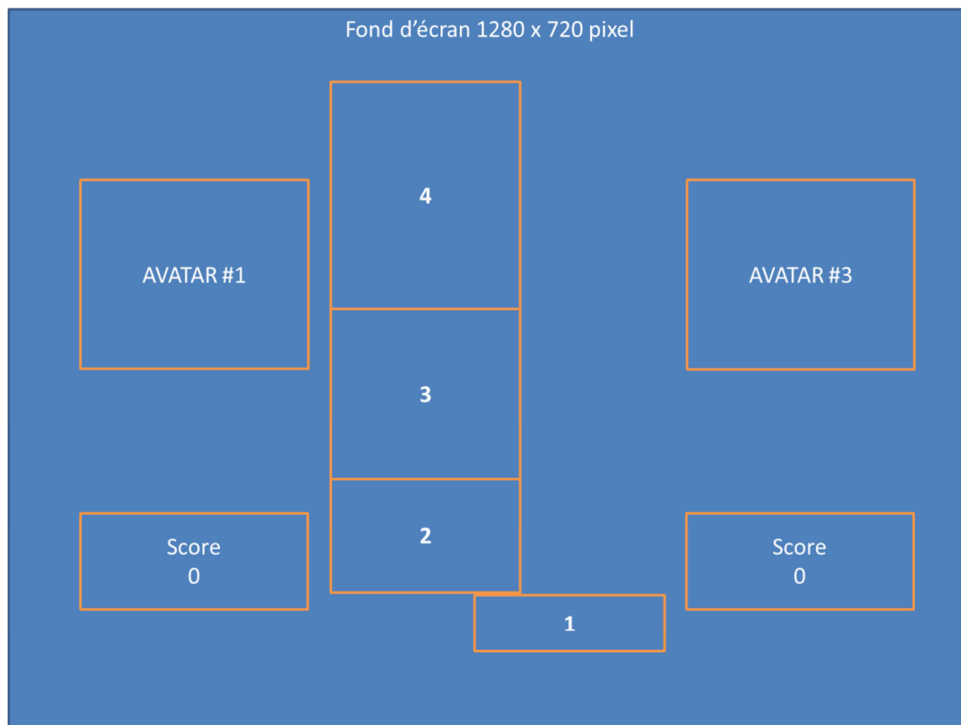 Fond d'écran 1280 x 720 pixel
4
AVATAR #1
AVATAR #3
3
2
Score
0
Score
0
1